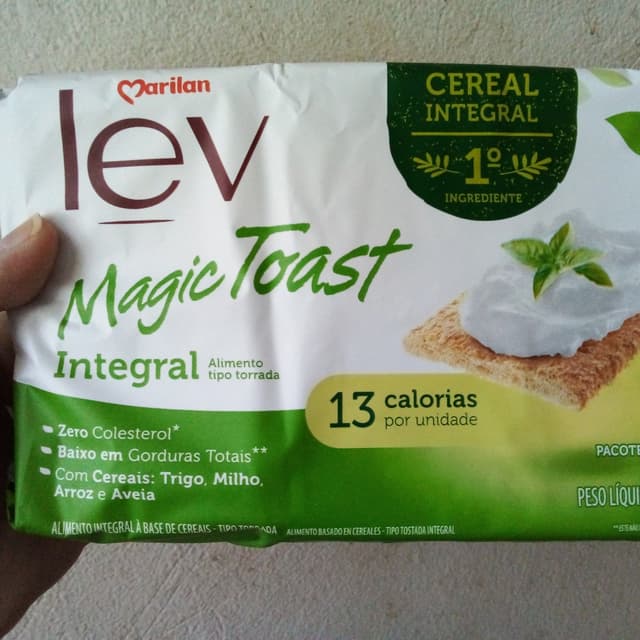 Marilan
lev
Magic Toast
Integral
Alimento
tipo torrada
CEREAL
INTEGRAL
1º
INGREDIENTE
13 calorias
por unidade
Zero Colesterol*
Baixo em Gorduras Totais**
Com Cereais: Trigo, Milho,
Arroz e Aveia
PACOTE
PESO LÍQUI
ALIMENTO INTEGRAL À BASE DE CEREAIS - TIPO TORRADA
ALIMENTO BASADO EN CEREALES - TIPO TOSTADA INTEGRAL